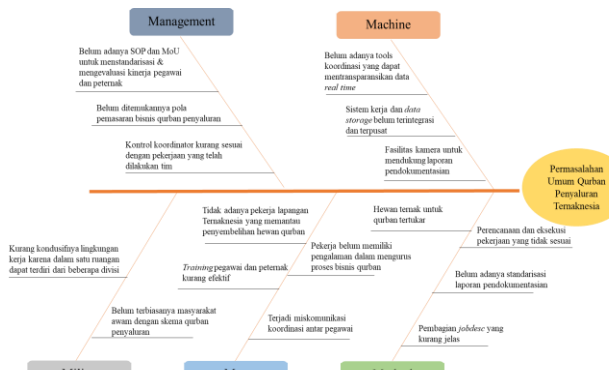 Management
Machine
Belum adanya SOP dan MoU
untuk menstandarisasi &
mengevaluasi kinerja pegawai
dan peternak
Belum ditemukannya pola
pemasaran bisnis qurban penyaluran
Kontrol koordinator kurang sesuai
dengan pekerjaan yang telah
dilakukan tim
Belum adanya tools
koordinasi yang dapat
mentransparansikan data
real time
Sistem kerja dan data
storage belum terintegrasi
dan terpusat
Fasilitas kamera untuk
mendukung laporan
pendokumentasian
Permasalahan
Umum Qurban
Penyaluran
Ternaknesia
Kurang kondusifnya lingkungan
kerja karena dalam satu ruangan
dapat terdiri dari beberapa divisi
Belum terbiasanya masyarakat
awam dengan skema qurban
penyaluran
Tidak adanya pekerja lapangan
Ternaknesia yang memantau
penyembelihan hewan qurban
Training pegawai dan peternak
kurang efektif
Pekerja belum memiliki
pengalaman dalam mengurus
proses bisnis qurban
Terjadi miskomunikasi
koordinasi antar pegawai
Hewan ternak untuk
qurban tertukar
Perencanaan dan eksekusi
pekerjaan yang tidak sesuai
Belum adanya standarisasi
laporan pendokumentasian
Pembagian jobdesc yang
kurang jelas